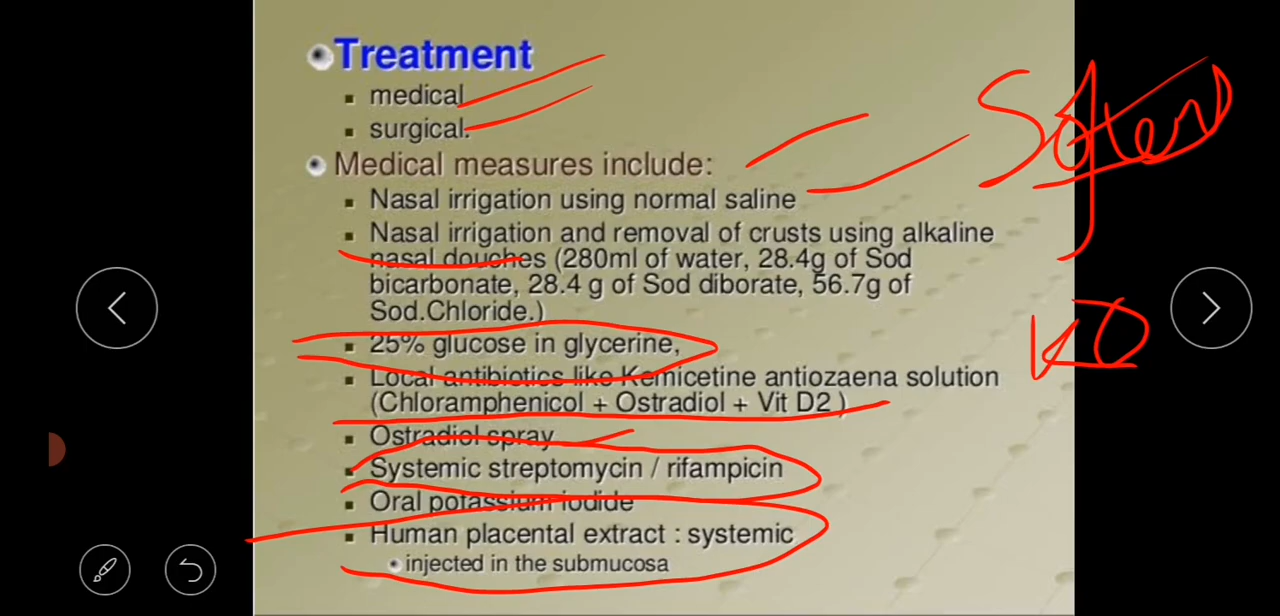 Treatment
medical
surgical.
Medical measures include:
Nasal irrigation using normal saline
Nasal irrigation and removal of crusts using alkaline
nasal douches (280ml of water, 28.4g of Sod
bicarbonate, 28.4 g of Sod diborate, 56.7g of
Sod.Chloride.)
25% glucose in glycerine,
Local antibiotics like Kemicetine antiozaena solution
(Chloramphenicol + Ostradiol + Vit D2 )
Ostradiol spray
Systemic streptomycin / rifampicin
Oral potassium iodide
Human placental extract : systemic
injected in the submucosa